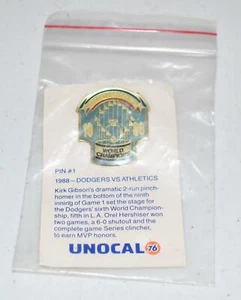 WORLD
CHAMPIONS
PIN #1
1988—DODGERS VS ATHLETICS
Kirk Gibson's dramatic 2-run pinch-
homer in the bottom of the ninth
inning of Game 1 set the stage for
the Dodgers' sixth World Champion-
ship, fifth in L.A. Orel Hershiser won
two games, a 6-0 shutout and the
complete game Series clincher,
to earn MVP honors.
UNOCAL 76